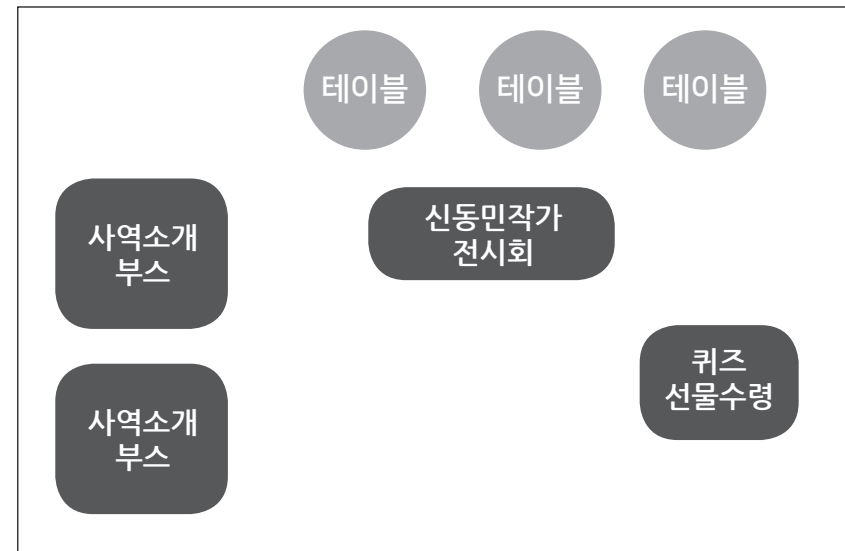 테이블
테이블
테이블
사역소개
부스
신동민작가
전시회
퀴즈
선물수령
사역소개
부스